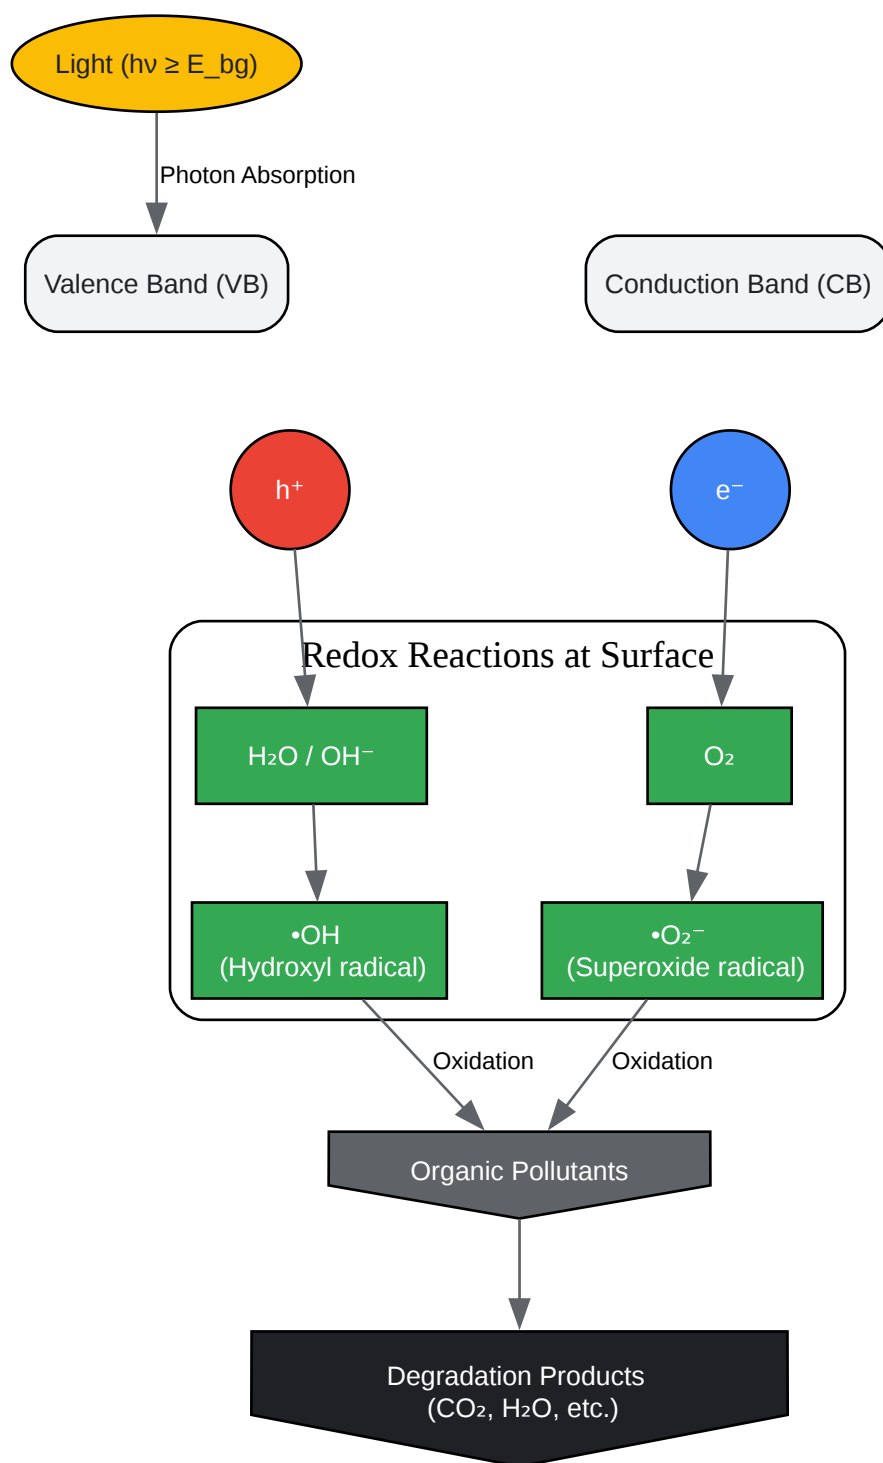 Light (hν ≥ E_bg)
Photon Absorption
Valence Band (VB)
Conduction Band (CB)
h⁺
e⁻
Redox Reactions at Surface
H₂O / OH⁻
O₂
•OH
(Hydroxyl radical)
•O₂⁻
(Superoxide radical)
Oxidation
Oxidation
Organic Pollutants
Degradation Products
(CO₂, H₂O, etc.)